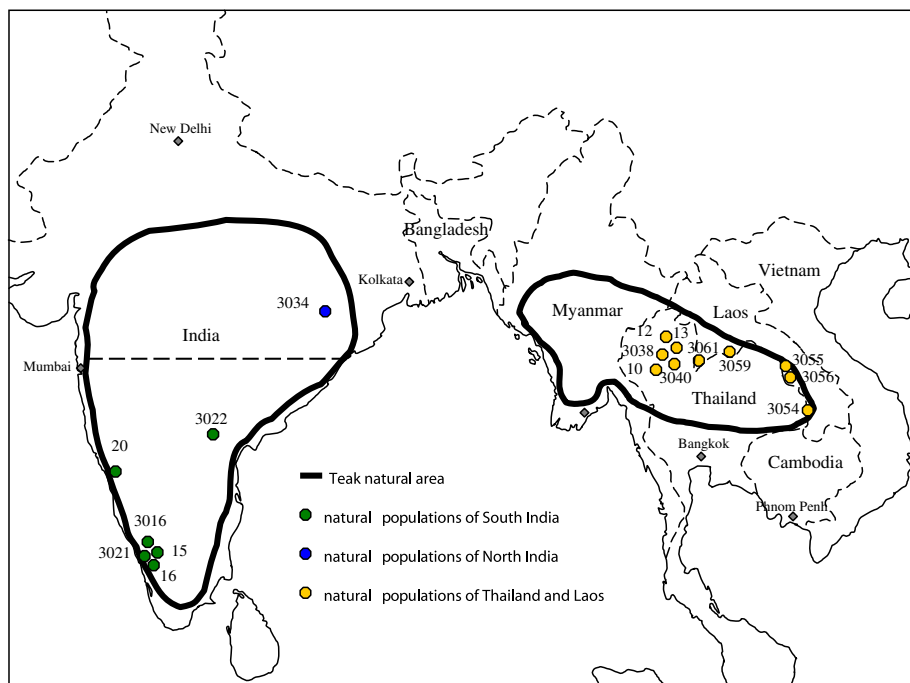 New Delhi
Bangladesh
Vietnam
Kolkata
3034
Myanmar
Laos
India
12
13
3038
3061
Mumbai
10
3040
3059
3055
3056
Thailand
3054
3022
20
Bangkok
Cambodia
Teak natural area
Phnom Penh
natural populations of South India
3016
3021
15
natural populations of North India
16
natural populations of Thailand and Laos